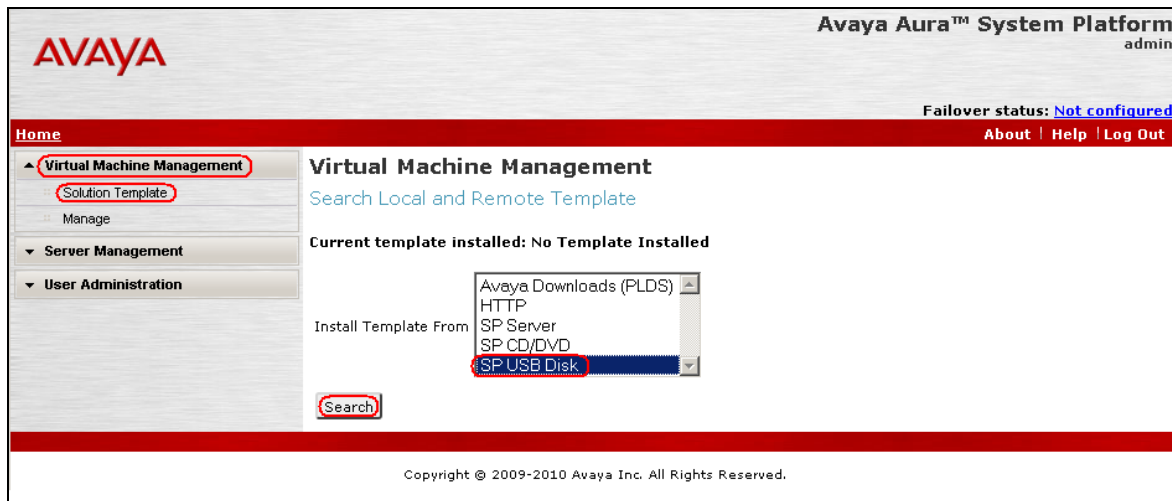 AVAYA
Avaya Aura™ System Platform
admin
Failover status: Not configured
Home
About | Help | Log Out
Virtual Machine Management
Solution Template
Manage
Server Management
User Administration
Virtual Machine Management
Search Local and Remote Template
Current template installed: No Template Installed
Install Template From
Avaya Downloads (PLDS)
HTTP
SP Server
SP CD/DVD
SP USB Disk
Search
Copyright © 2009-2010 Avaya Inc. All Rights Reserved.